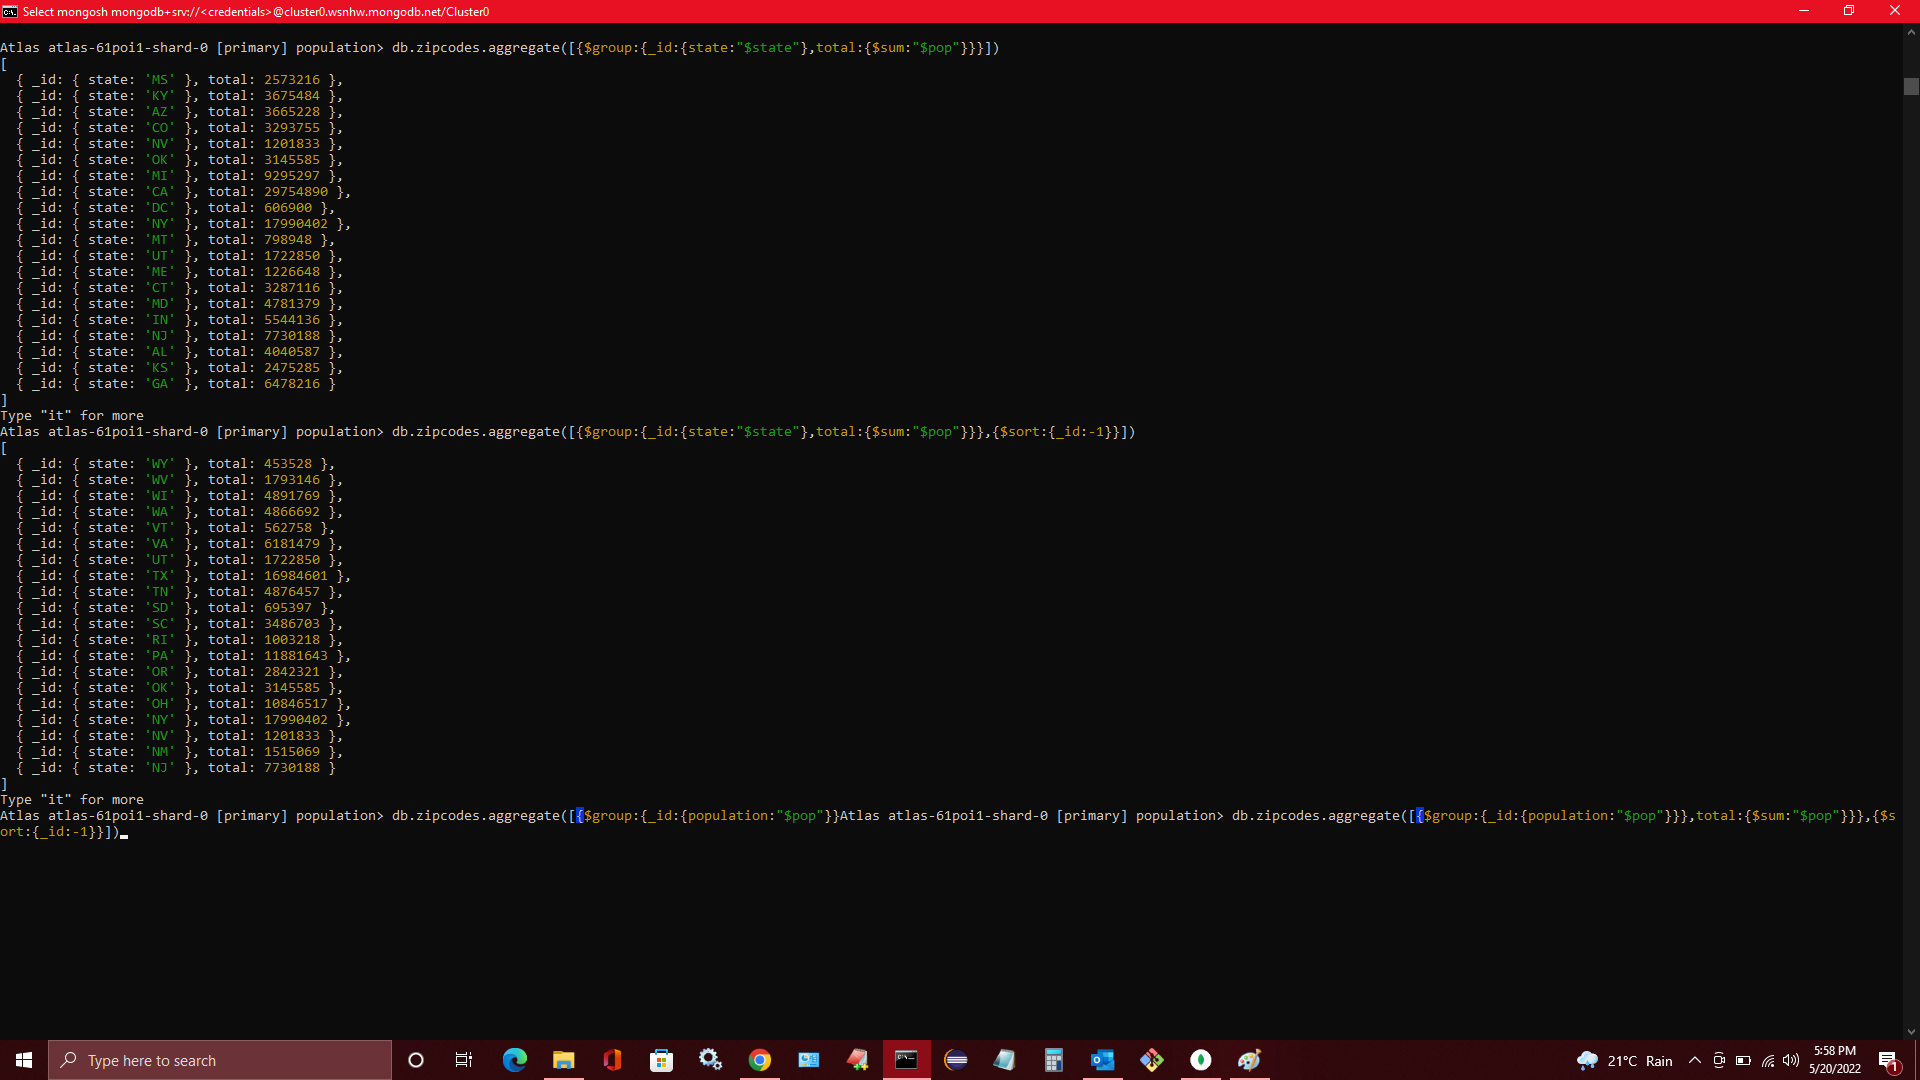 Select mongosh mongodb+srv://<credentials>@cluster0.wsnhw.mongodb.net/Cluster0
Atlas atlas-61poi1-shard-0 [primary] population> db.zipcodes.aggregate([{$group:{_id:{state:"$state"},total:{$sum:"$pop"}}}])
[
  { _id: { state: 'MS' }, total: 2573216 },
  { _id: { state: 'KY' }, total: 3675484 },
  { _id: { state: 'AZ' }, total: 3665228 },
  { _id: { state: 'CO' }, total: 3293755 },
  { _id: { state: 'NV' }, total: 1201833 },
  { _id: { state: 'OK' }, total: 3145585 },
  { _id: { state: 'MI' }, total: 9295297 },
  { _id: { state: 'CA' }, total: 29754890 },
  { _id: { state: 'DC' }, total: 606900 },
  { _id: { state: 'NY' }, total: 17990402 },
  { _id: { state: 'MT' }, total: 798948 },
  { _id: { state: 'UT' }, total: 1722850 },
  { _id: { state: 'ME' }, total: 1226648 },
  { _id: { state: 'CT' }, total: 3287116 },
  { _id: { state: 'MD' }, total: 4781379 },
  { _id: { state: 'IN' }, total: 5544136 },
  { _id: { state: 'NJ' }, total: 7730188 },
  { _id: { state: 'AL' }, total: 4040587 },
  { _id: { state: 'KS' }, total: 2475285 },
  { _id: { state: 'GA' }, total: 6478216 }
]
Type "it" for more
Atlas atlas-61poi1-shard-0 [primary] population> db.zipcodes.aggregate([{$group:{_id:{state:"$state"},total:{$sum:"$pop"}}},{$sort:{_id:-1}}])
[
  { _id: { state: 'WY' }, total: 453528 },
  { _id: { state: 'WV' }, total: 1793146 },
  { _id: { state: 'WI' }, total: 4891769 },
  { _id: { state: 'WA' }, total: 4866692 },
  { _id: { state: 'VT' }, total: 562758 },
  { _id: { state: 'VA' }, total: 6181479 },
  { _id: { state: 'UT' }, total: 1722850 },
  { _id: { state: 'TX' }, total: 16984601 },
  { _id: { state: 'TN' }, total: 4876457 },
  { _id: { state: 'SD' }, total: 695397 },
  { _id: { state: 'SC' }, total: 3486703 },
  { _id: { state: 'RI' }, total: 1003218 },
  { _id: { state: 'PA' }, total: 11881643 },
  { _id: { state: 'OR' }, total: 2842321 },
  { _id: { state: 'OK' }, total: 3145585 },
  { _id: { state: 'OH' }, total: 10846517 },
  { _id: { state: 'NY' }, total: 17990402 },
  { _id: { state: 'NV' }, total: 1201833 },
  { _id: { state: 'NM' }, total: 1515069 },
  { _id: { state: 'NJ' }, total: 7730188 }
]
Type "it" for more
Atlas atlas-61poi1-shard-0 [primary] population> db.zipcodes.aggregate([{$group:{_id:{population:"$pop"}}Atlas atlas-61poi1-shard-0 [primary] population> db.zipcodes.aggregate([{$group:{_id:{population:"$pop"}}},total:{$sum:"$pop"}}},{$s
ort:{_id:-1}}])
Type here to search
21°C Rain
5:58 PM
5/20/2022
1